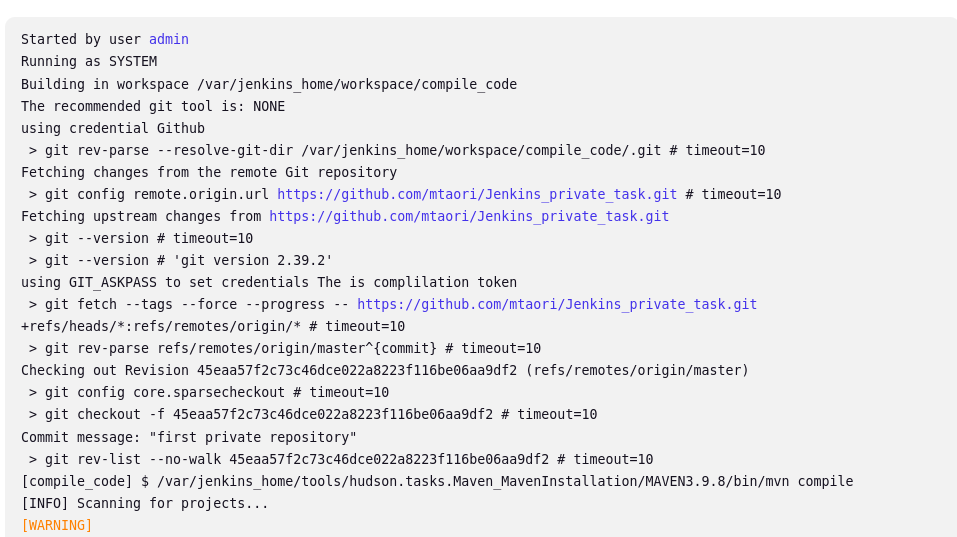 Started by user admin
Running as SYSTEM
Building in workspace /var/jenkins_home/workspace/compile_code
The recommended git tool is: NONE
using credential Github
 > git rev-parse --resolve-git-dir /var/jenkins_home/workspace/compile_code/.git # timeout=10
Fetching changes from the remote Git repository
 > git config remote.origin.url https://github.com/mtaori/Jenkins_private_task.git # timeout=10
Fetching upstream changes from https://github.com/mtaori/Jenkins_private_task.git
 > git --version # timeout=10
 > git --version # 'git version 2.39.2'
using GIT_ASKPASS to set credentials The is complilation token
 > git fetch --tags --force --progress -- https://github.com/mtaori/Jenkins_private_task.git
+refs/heads/*:refs/remotes/origin/* # timeout=10
 > git rev-parse refs/remotes/origin/master^{commit} # timeout=10
Checking out Revision 45eaa57f2c73c46dce022a8223f116be06aa9df2 (refs/remotes/origin/master)
 > git config core.sparsecheckout # timeout=10
 > git checkout -f 45eaa57f2c73c46dce022a8223f116be06aa9df2 # timeout=10
Commit message: "first private repository"
 > git rev-list --no-walk 45eaa57f2c73c46dce022a8223f116be06aa9df2 # timeout=10
[compile_code] $ /var/jenkins_home/tools/hudson.tasks.Maven_MavenInstallation/MAVEN3.9.8/bin/mvn compile
[INFO] Scanning for projects...
[WARNING]